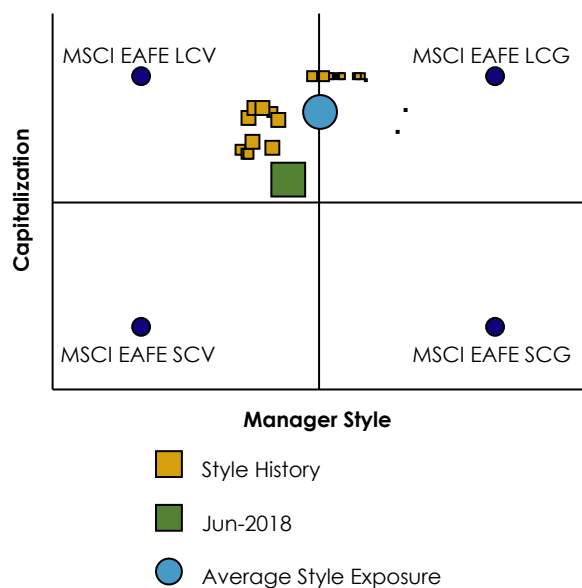 MSCI EAFE LCV
MSCI EAFE LCG
Capitalization
MSCI EAFE SCV
MSCI EAFE SCG
Manager Style
Style History
Jun-2018
Average Style Exposure